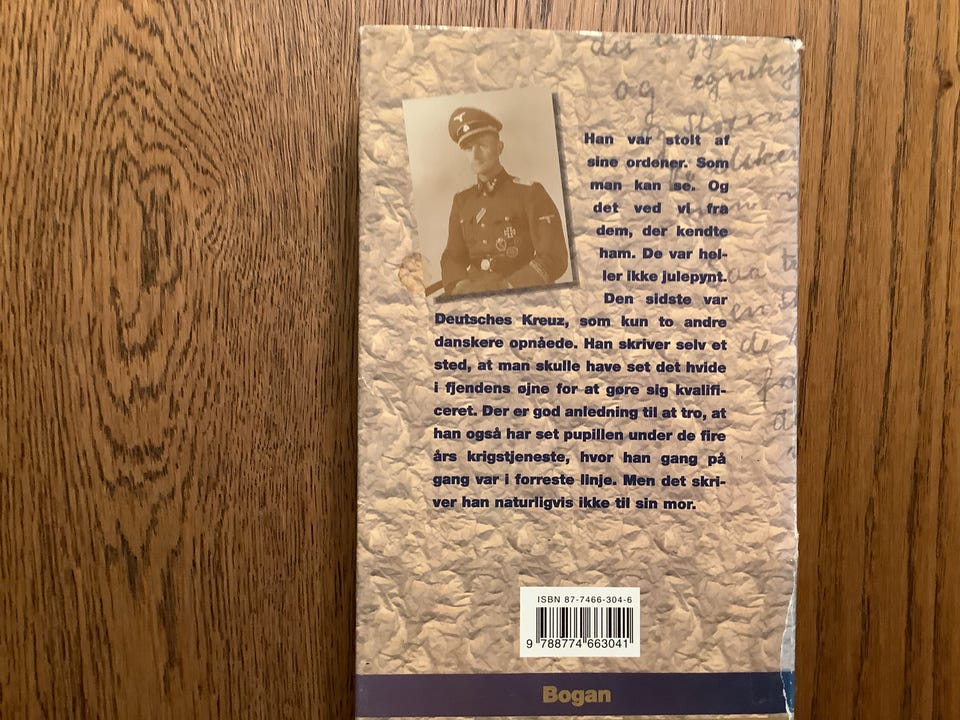 og
egnsky
Han var stolt af
sine ordener. Som
man kan se. Og
det ved vi fra
dem, der kendte
ham. De var hel-
ler ikke julepynt.
Den sidste var
Deutsches Kreuz, som kun to andre
danskere opnåede. Han skriver selv et
sted, at man skulle have set det hvide
i fjendens øjne for at gøre sig kvalifi-
ceret. Der er god anledning til at tro, at
han også har set pupillen under de fire
års krigstjeneste, hvor han gang på
gang var i forreste linje. Men det skri-
ver han naturligvis ikke til sin mor.
ISBN 87-7466-304-6
9 788774 663041
Bogan